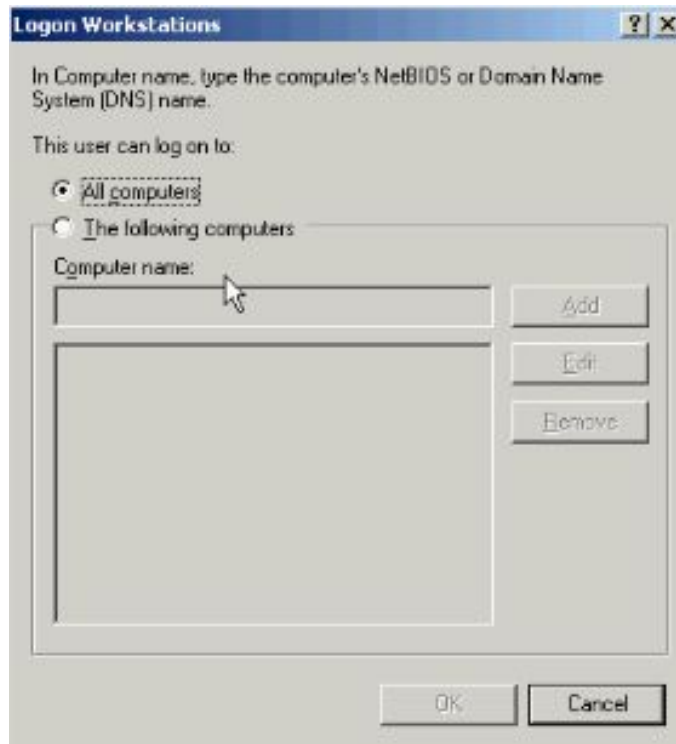 Logon Workstations
In Computer name, type the computer's NetBIOS or Domain Name
System (DNS) name.
This user can log on to:
All computers
The following computers
Computer name:
Add
Edit
Remove
OK
Cancel